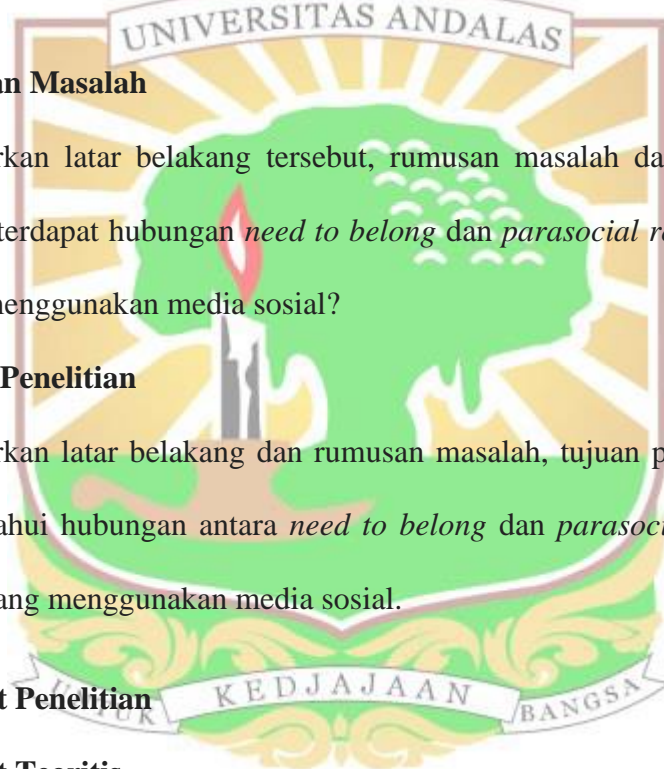 UNIVERSITAS ANDALAS
an Masalah
rkan latar belakang tersebut, rumusan masalah da
terdapat hubungan need to belong dan parasocial r
menggunakan media sosial?
Penelitian
rkan latar belakang dan rumusan masalah, tujuan p
ahui hubungan antara need to belong dan parasoci
ang menggunakan media sosial.
t Penelitian
UNTUK KEDJAJAAN BANGSA
t Teoritis